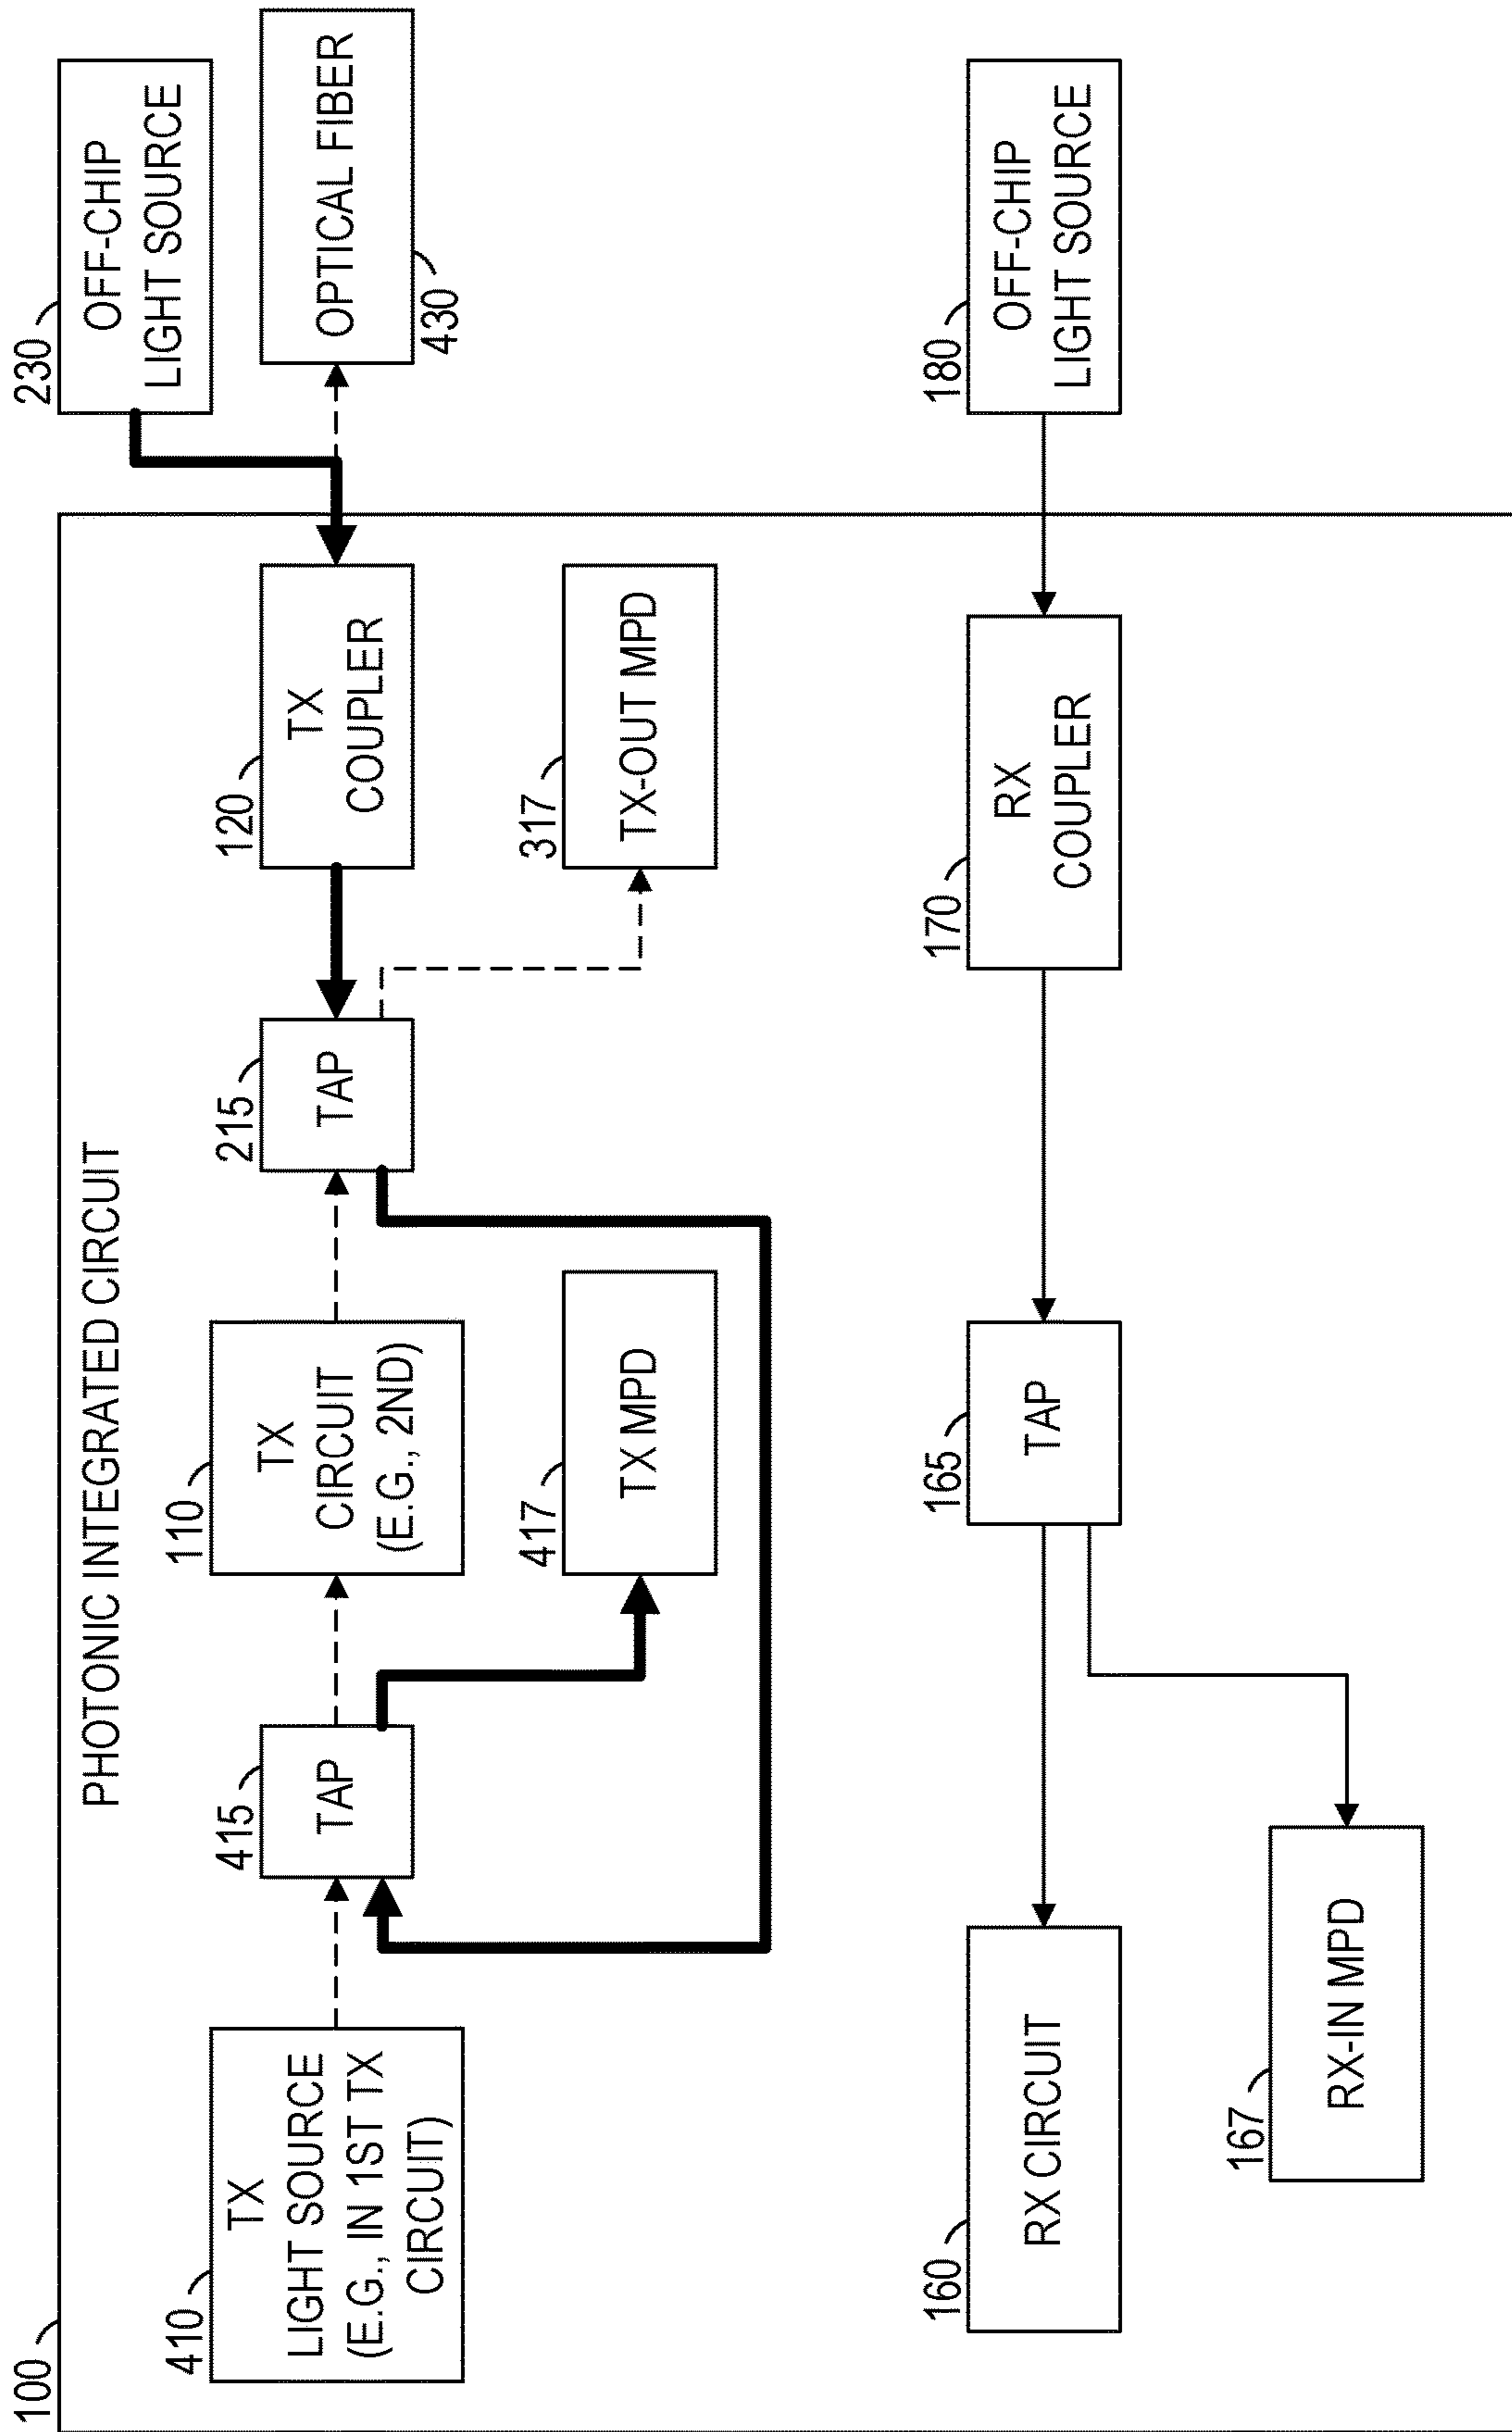 100
PHOTONIC INTEGRATED CIRCUIT
410
TX
LIGHT SOURCE
(E.G., IN 1ST TX
CIRCUIT)
415
TAP
110
TX
CIRCUIT
(E.G., 2ND)
417
TX MPD
215
TAP
120
TX
COUPLER
317
TX-OUT MPD
230
OFF-CHIP
LIGHT SOURCE
OPTICAL FIBER
430
160
RX CIRCUIT
167
RX-IN MPD
165
TAP
170
RX
COUPLER
180
OFF-CHIP
LIGHT SOURCE